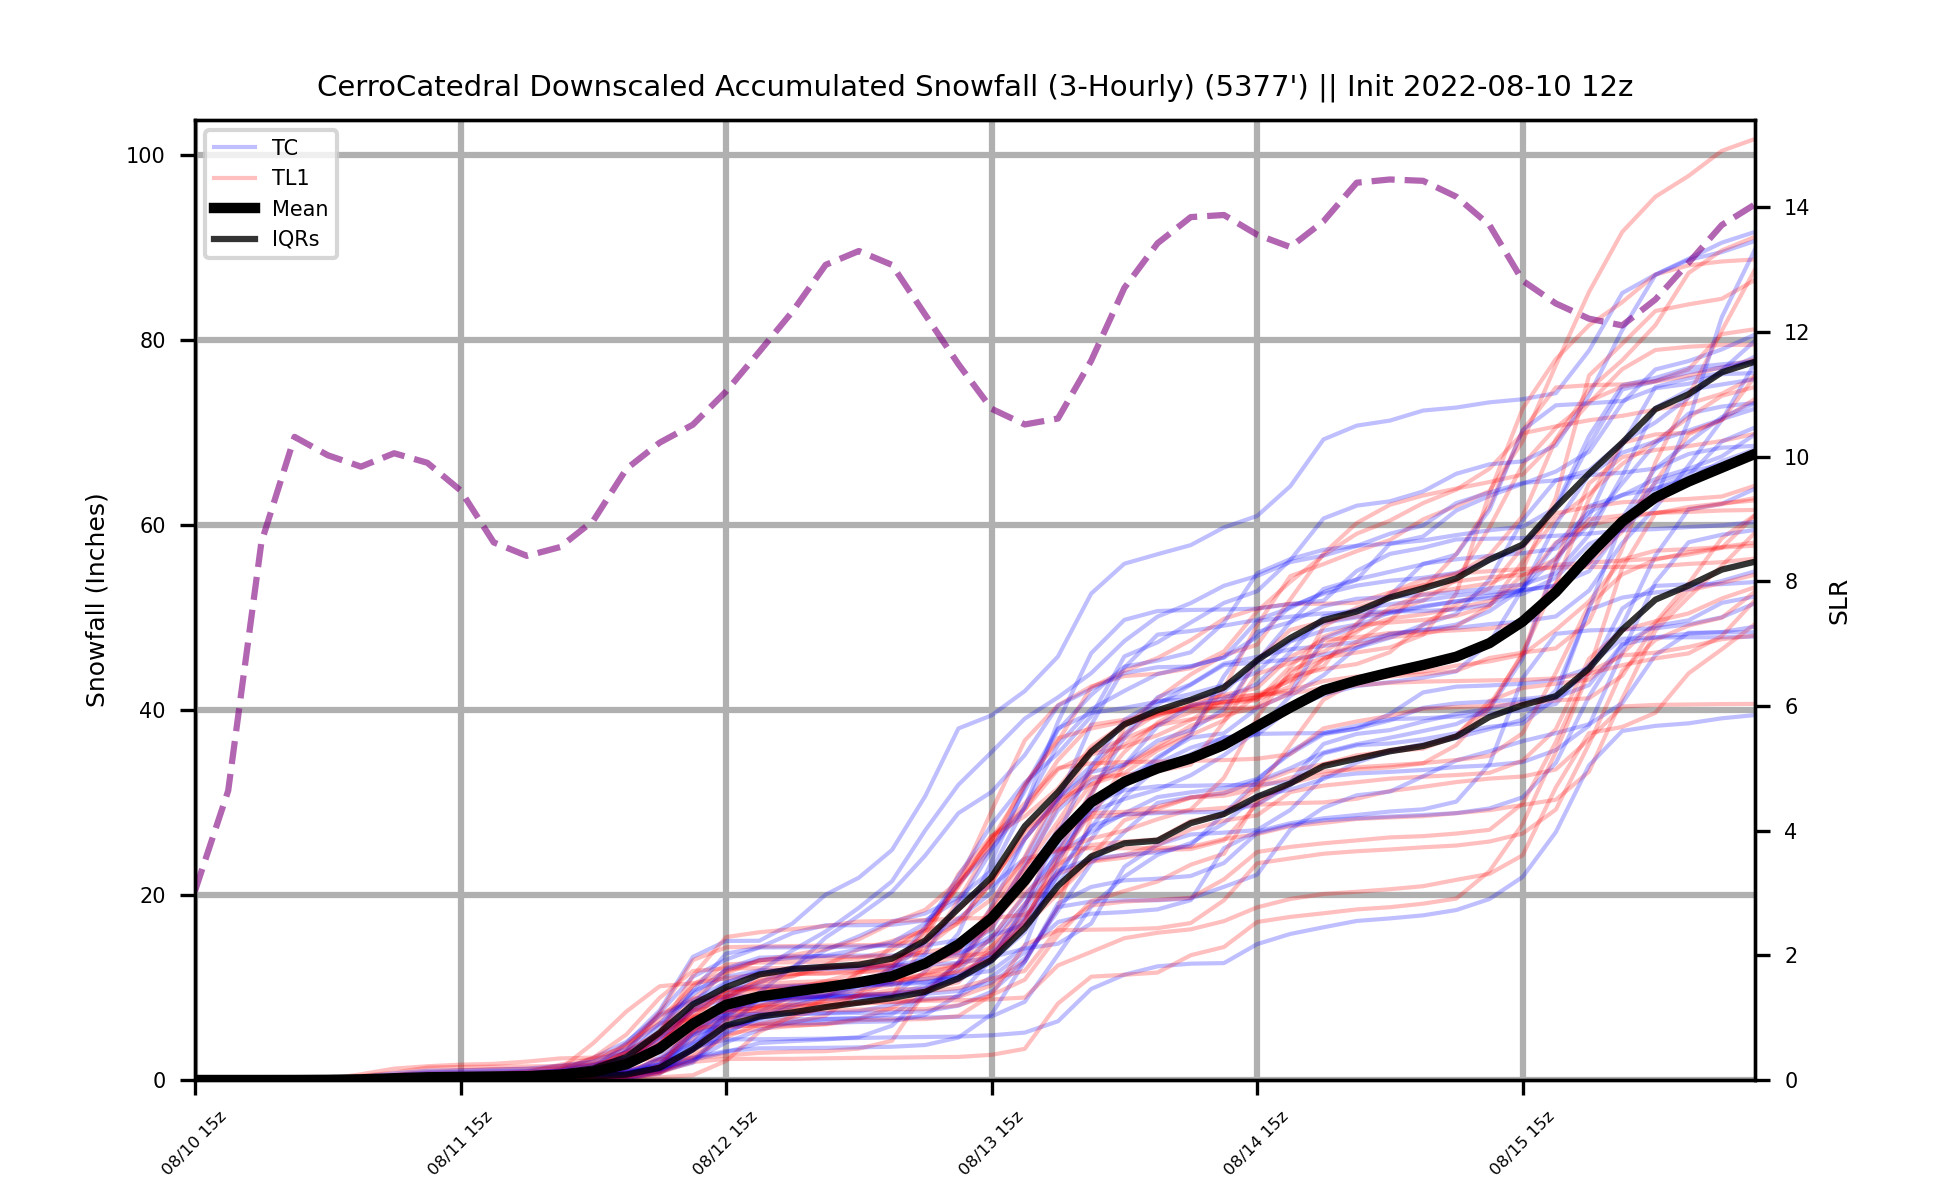 CerroCatedral Downscaled Accumulated Snowfall (3-Hourly) (5377') || Init 2022-08-10 12z
TC
TL1
Mean
IQRs
100
80
60
40
20
0
Snowfall (Inches)
14
12
10
8
6
4
2
0
SLR
08/10 15z
08/11 15z
08/12 15z
08/13 15z
08/14 15z
08/15 15z